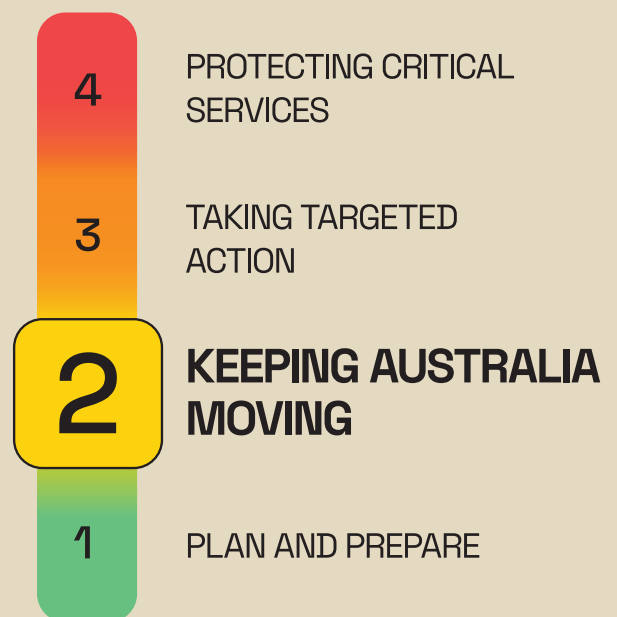 4
PROTECTING CRITICAL
SERVICES
3
TAKING TARGETED
ACTION
2
KEEPING AUSTRALIA
MOVING
1
PLAN AND PREPARE